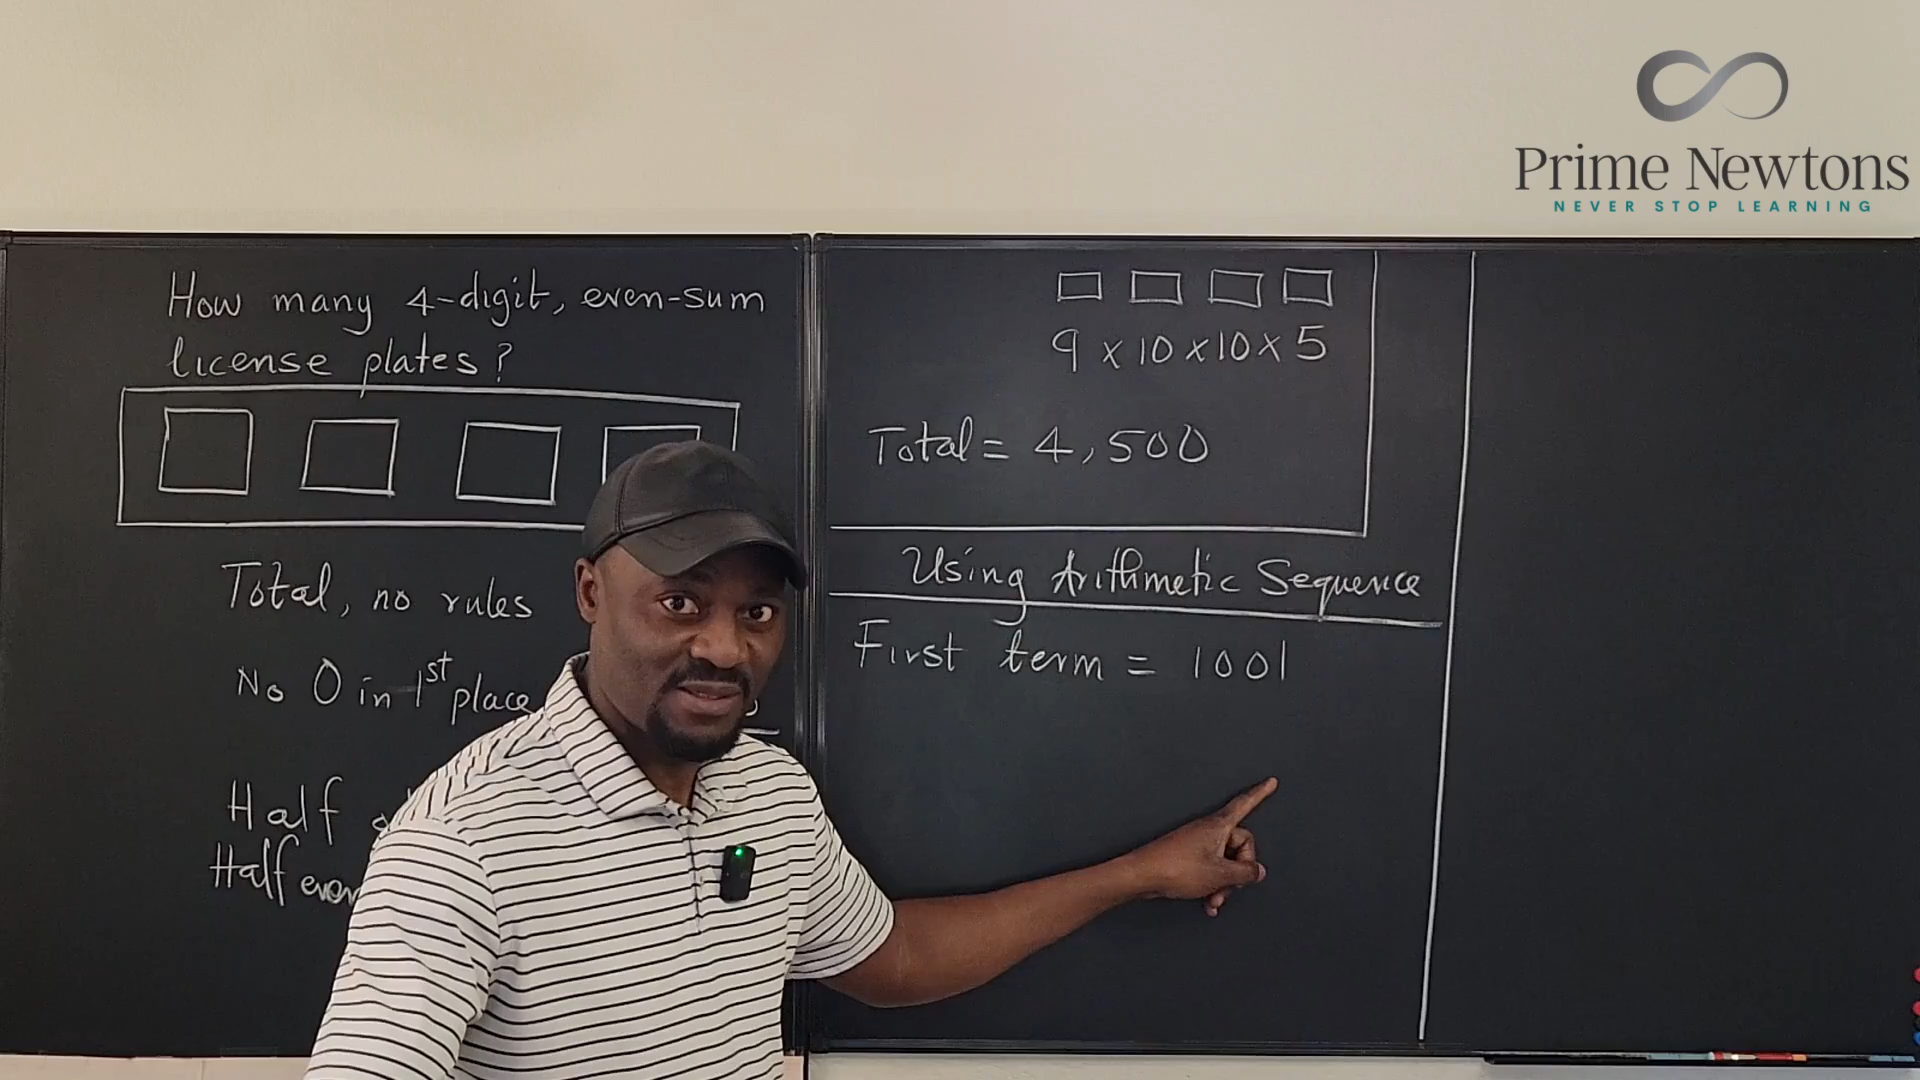 Prime Newtons
NEVER STOP LEARNING
How many 4-digit, even-sum
license plates?
Total, no rules
No 0 in 1st place
Half
Half even
9 x 10 x 10 x 5
Total = 4,500
Using Arithmetic Sequence
First term = 1001